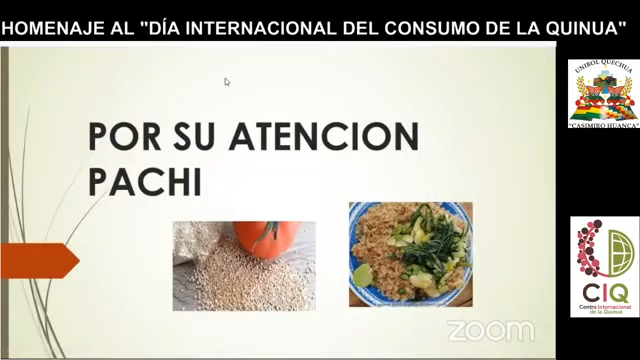 HOMENAJE AL "DÍA INTERNACIONAL DEL CONSUMO DE LA QUINUA"
UNIBOL QUECHUA
"CASIMIRO HUANCA"
POR SU ATENCION
PACHI
CIQ
Centro Internacional
de la Quinua
zoom